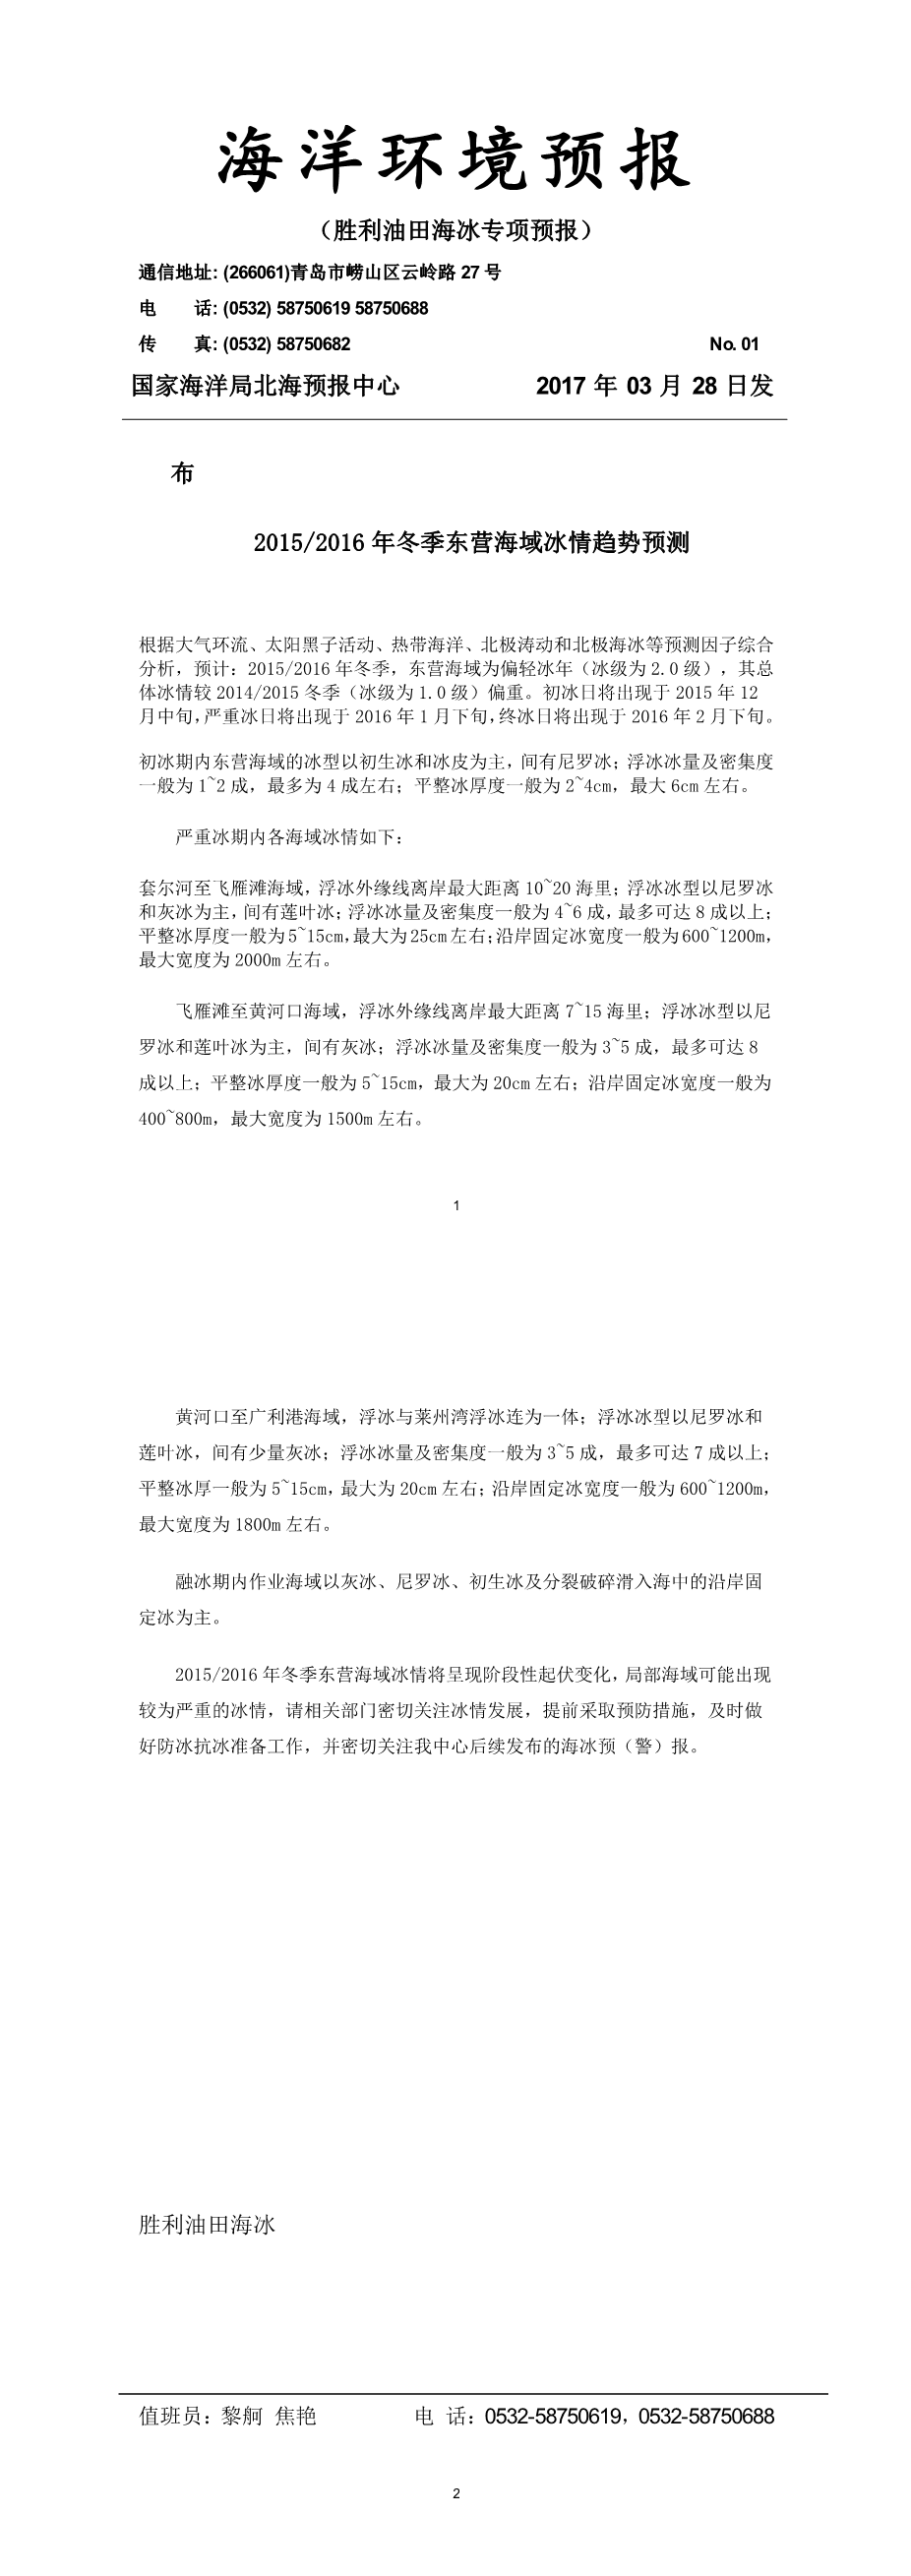 海洋环境预报
（胜利油田海冰专项预报）
通信地址: (266061)青岛市崂山区云岭路 27 号
电　　话: (0532) 58750619 58750688
传　　真: (0532) 58750682　　No. 01
国家海洋局北海预报中心　　2017 年 03 月 28 日发
布
2015/2016 年冬季东营海域冰情趋势预测
根据大气环流、太阳黑子活动、热带海洋、北极涛动和北极海冰等预测因子综合
分析，预计：2015/2016 年冬季，东营海域为偏轻冰年（冰级为 2.0 级），其总
体冰情较 2014/2015 冬季（冰级为 1.0 级）偏重。初冰日将出现于 2015 年 12
月中旬，严重冰日将出现于 2016 年 1 月下旬，终冰日将出现于 2016 年 2 月下旬。
初冰期内东营海域的冰型以初生冰和冰皮为主，间有尼罗冰；浮冰冰量及密集度
一般为 1~2 成，最多为 4 成左右；平整冰厚度一般为 2~4cm，最大 6cm 左右。
严重冰期内各海域冰情如下：
套尔河至飞雁滩海域，浮冰外缘线离岸最大距离 10~20 海里；浮冰冰型以尼罗冰
和灰冰为主，间有莲叶冰；浮冰冰量及密集度一般为 4~6 成，最多可达 8 成以上；
平整冰厚度一般为 5~15cm，最大为 25cm 左右；沿岸固定冰宽度一般为 600~1200m，
最大宽度为 2000m 左右。
飞雁滩至黄河口海域，浮冰外缘线离岸最大距离 7~15 海里；浮冰冰型以尼
罗冰和莲叶冰为主，间有灰冰；浮冰冰量及密集度一般为 3~5 成，最多可达 8
成以上；平整冰厚度一般为 5~15cm，最大为 20cm 左右；沿岸固定冰宽度一般为
400~800m，最大宽度为 1500m 左右。
1
黄河口至广利港海域，浮冰与莱州湾浮冰连为一体；浮冰冰型以尼罗冰和
莲叶冰，间有少量灰冰；浮冰冰量及密集度一般为 3~5 成，最多可达 7 成以上；
平整冰厚一般为 5~15cm，最大为 20cm 左右；沿岸固定冰宽度一般为 600~1200m，
最大宽度为 1800m 左右。
融冰期内作业海域以灰冰、尼罗冰、初生冰及分裂破碎滑入海中的沿岸固
定冰为主。
2015/2016 年冬季东营海域冰情将呈现阶段性起伏变化，局部海域可能出现
较为严重的冰情，请相关部门密切关注冰情发展，提前采取预防措施，及时做
好防冰抗冰准备工作，并密切关注我中心后续发布的海冰预（警）报。
胜利油田海冰
值班员：黎舸 焦艳　　电 话：0532-58750619，0532-58750688
2